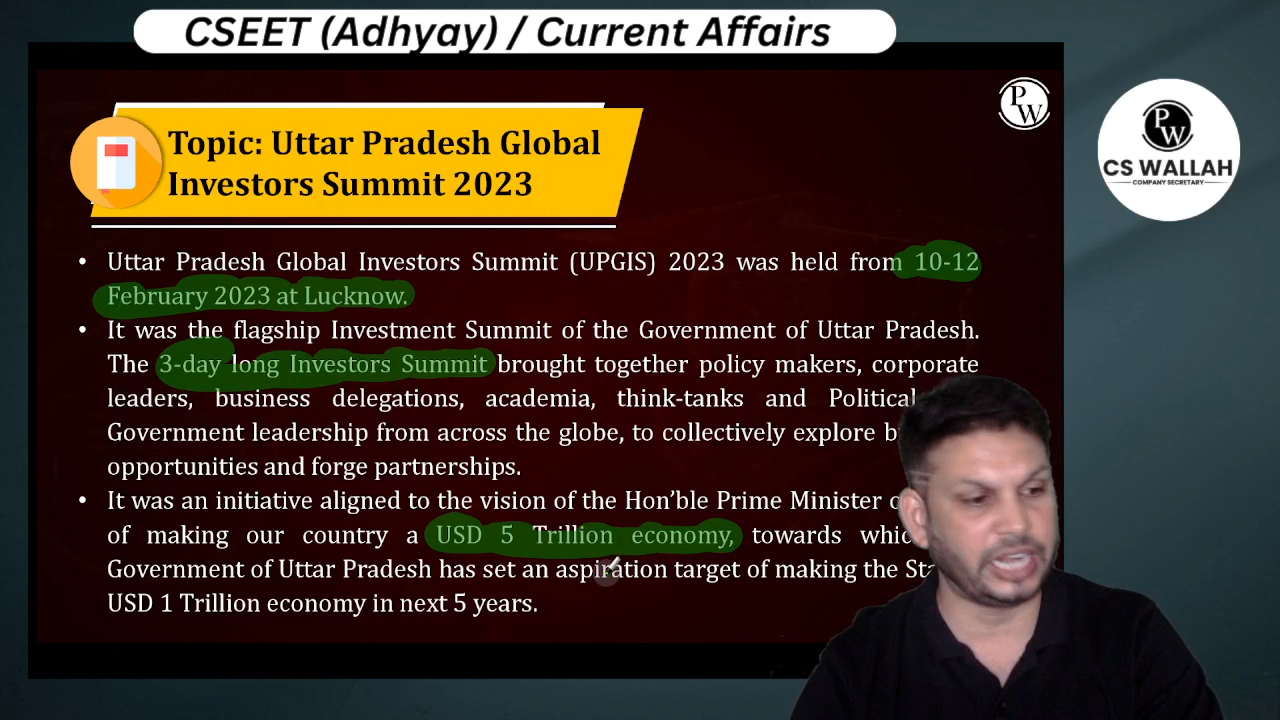 CSEET (Adhyay) / Current Affairs
PW
PW
CS WALLAH
COMPANY SECRETARY
Topic: Uttar Pradesh Global
Investors Summit 2023
• Uttar Pradesh Global Investors Summit (UPGIS) 2023 was held from 10-12
February 2023 at Lucknow.
• It was the flagship Investment Summit of the Government of Uttar Pradesh.
The 3-day long Investors Summit brought together policy makers, corporate
leaders, business delegations, academia, think-tanks and Political
Government leadership from across the globe, to collectively explore
opportunities and forge partnerships.
• It was an initiative aligned to the vision of the Hon’ble Prime Minister
of making our country a USD 5 Trillion economy, towards
Government of Uttar Pradesh has set an aspiration target of making the
USD 1 Trillion economy in next 5 years.